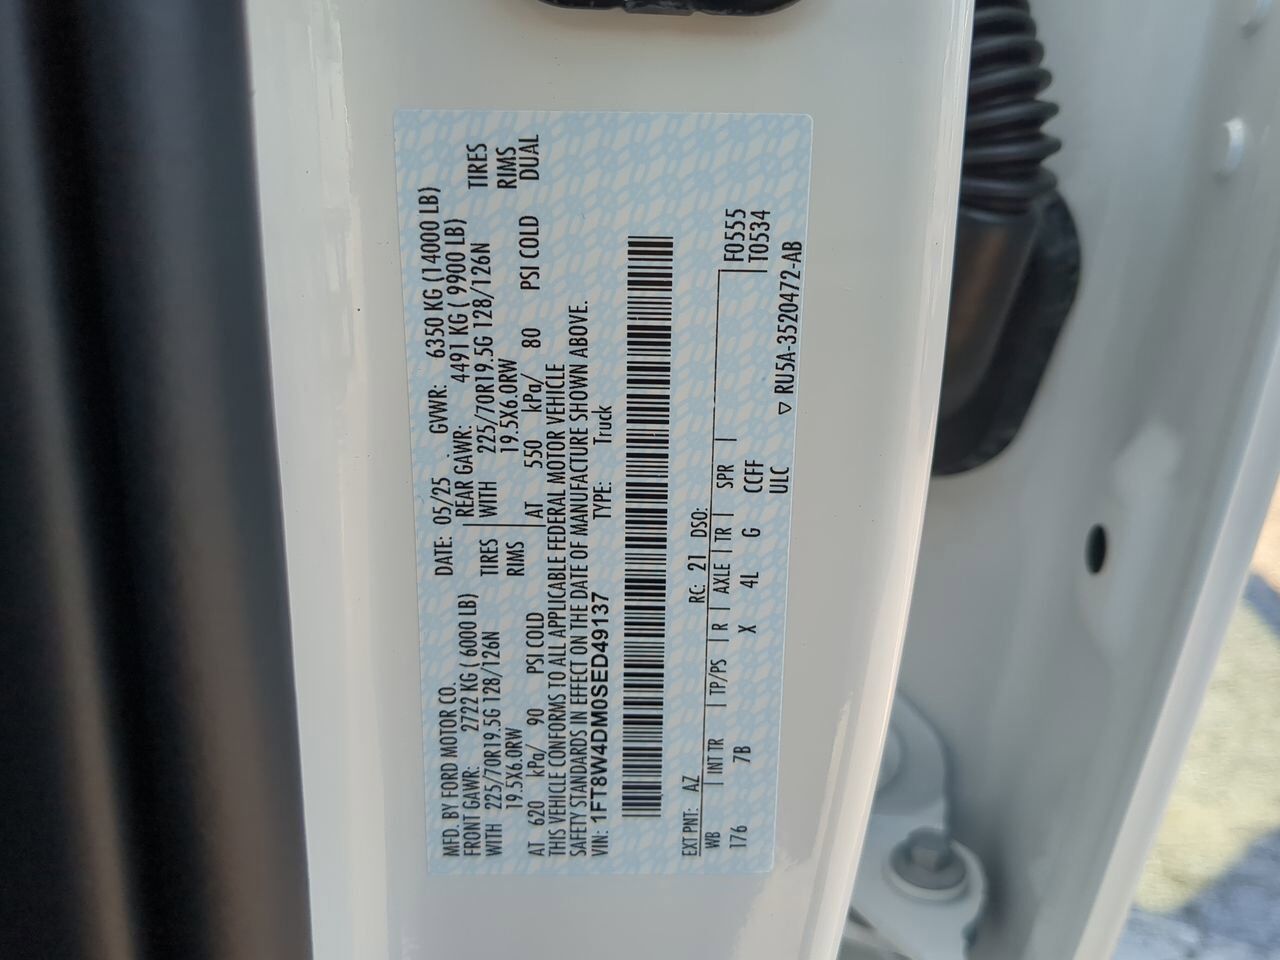 MFD. BY FORD MOTOR CO.
DATE: 05/25 . GVWR: 6350 KG (14000 LB)
FRONT GAWR: 2722 KG ( 6000 LB) REAR GAWR: 4491 KG ( 9900 LB)
WITH 225/70R19.5G 128/126N TIRES WITH 225/70R19.5G 128/126N TIRES
19.5X6.0RW RIMS 19.5X6.0RW RIMS
AT 620 kPa/ 90 PSI COLD AT 550 kPa/ 80 PSI COLD DUAL
THIS VEHICLE CONFORMS TO ALL APPLICABLE FEDERAL MOTOR VEHICLE
SAFETY STANDARDS IN EFFECT ON THE DATE OF MANUFACTURE SHOWN ABOVE.
VIN: 1FT8W4DM0SED49137 TYPE: Truck
EXT PNT: AZ RC: 21 DSO:
WB INT TR TP/PS R AXLE TR SPR F0555
176 7B X 4L G CCFF T0534
ULC ▽ RU5A-3520472-AB